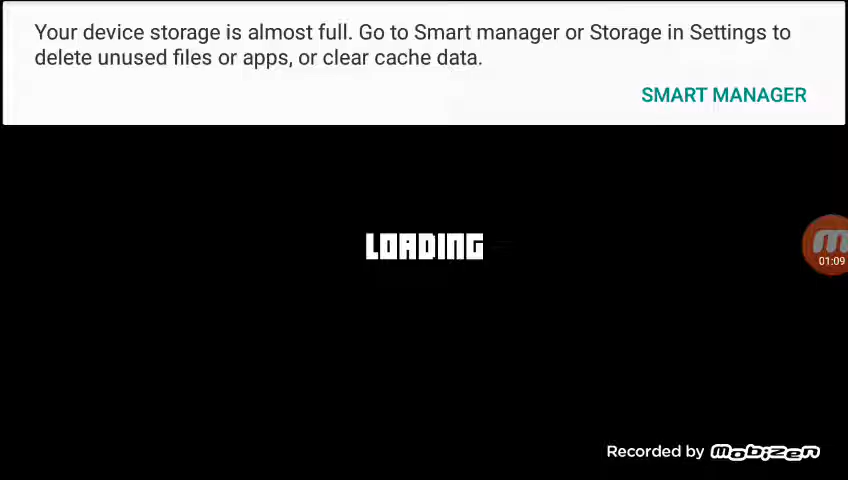 Your device storage is almost full. Go to Smart manager or Storage in Settings to
delete unused files or apps, or clear cache data.
SMART MANAGER
LOADING
01:09
Recorded by mobizen